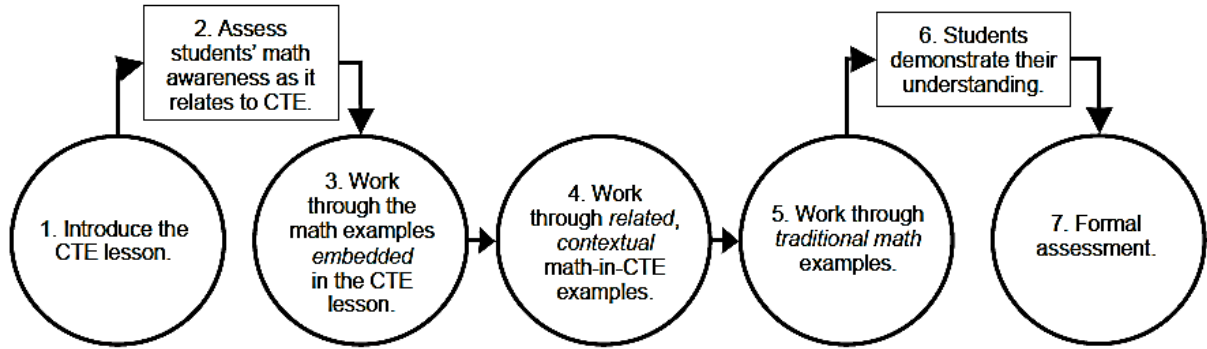 1. Introduce the
CTE lesson.
2. Assess
students' math
awareness as it
relates to CTE.
3. Work
through the
math examples
embedded
in the CTE
lesson.
4. Work
through related,
contextual
math-in-CTE
examples.
5. Work through
traditional math
examples.
6. Students
demonstrate their
understanding.
7. Formal
assessment.